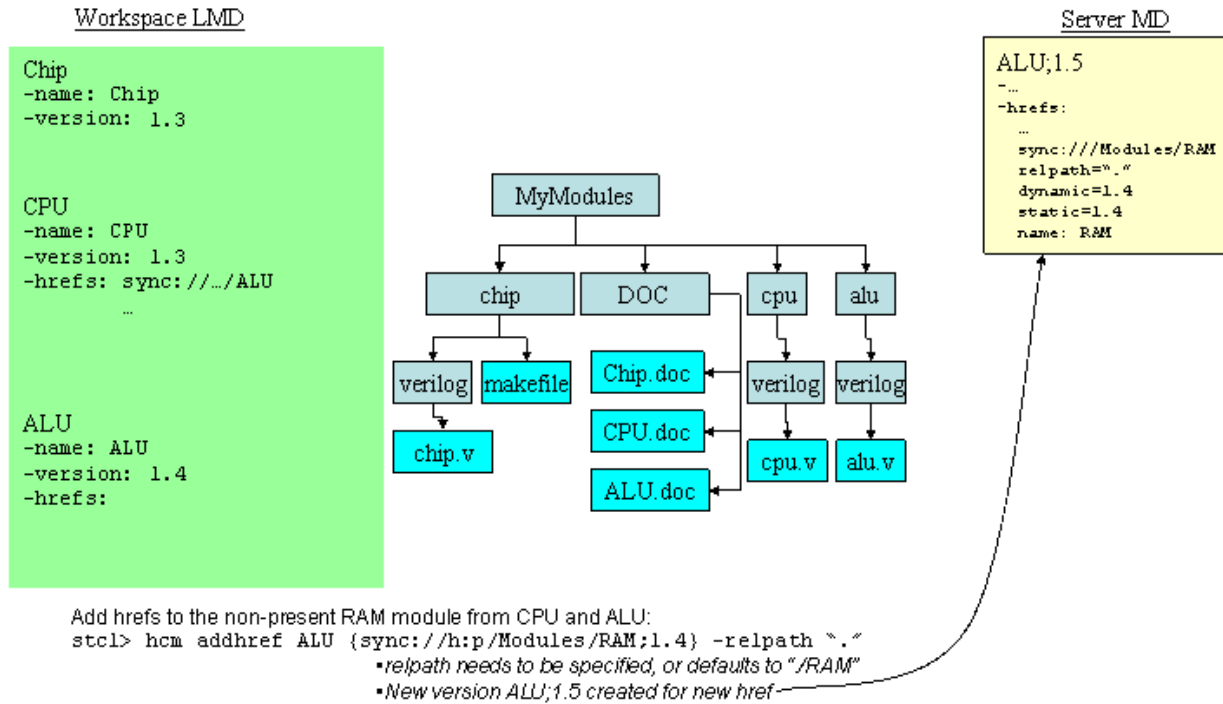 Workspace LMD
Server MD
Chip
-name: Chip
-version: 1.3
CPU
-name: CPU
-version: 1.3
-hrefs: sync://…/ALU
…
ALU
-name: ALU
-version: 1.4
-hrefs:
MyModules
chip
DOC
cpu
alu
verilog
makefile
Chip.doc
verilog
verilog
chip.v
CPU.doc
cpu.v
alu.v
ALU.doc
ALU;1.5
-…
-hrefs:
…
sync:///Modules/RAM
relpath="."
dynamic=1.4
static=1.4
name: RAM
Add hrefs to the non-present RAM module from CPU and ALU:
stcl> hcm addhref ALU {sync://h:p/Modules/RAM;1.4} -relpath "."
▪relpath needs to be specified, or defaults to "/RAM"
▪New version ALU;1.5 created for new href